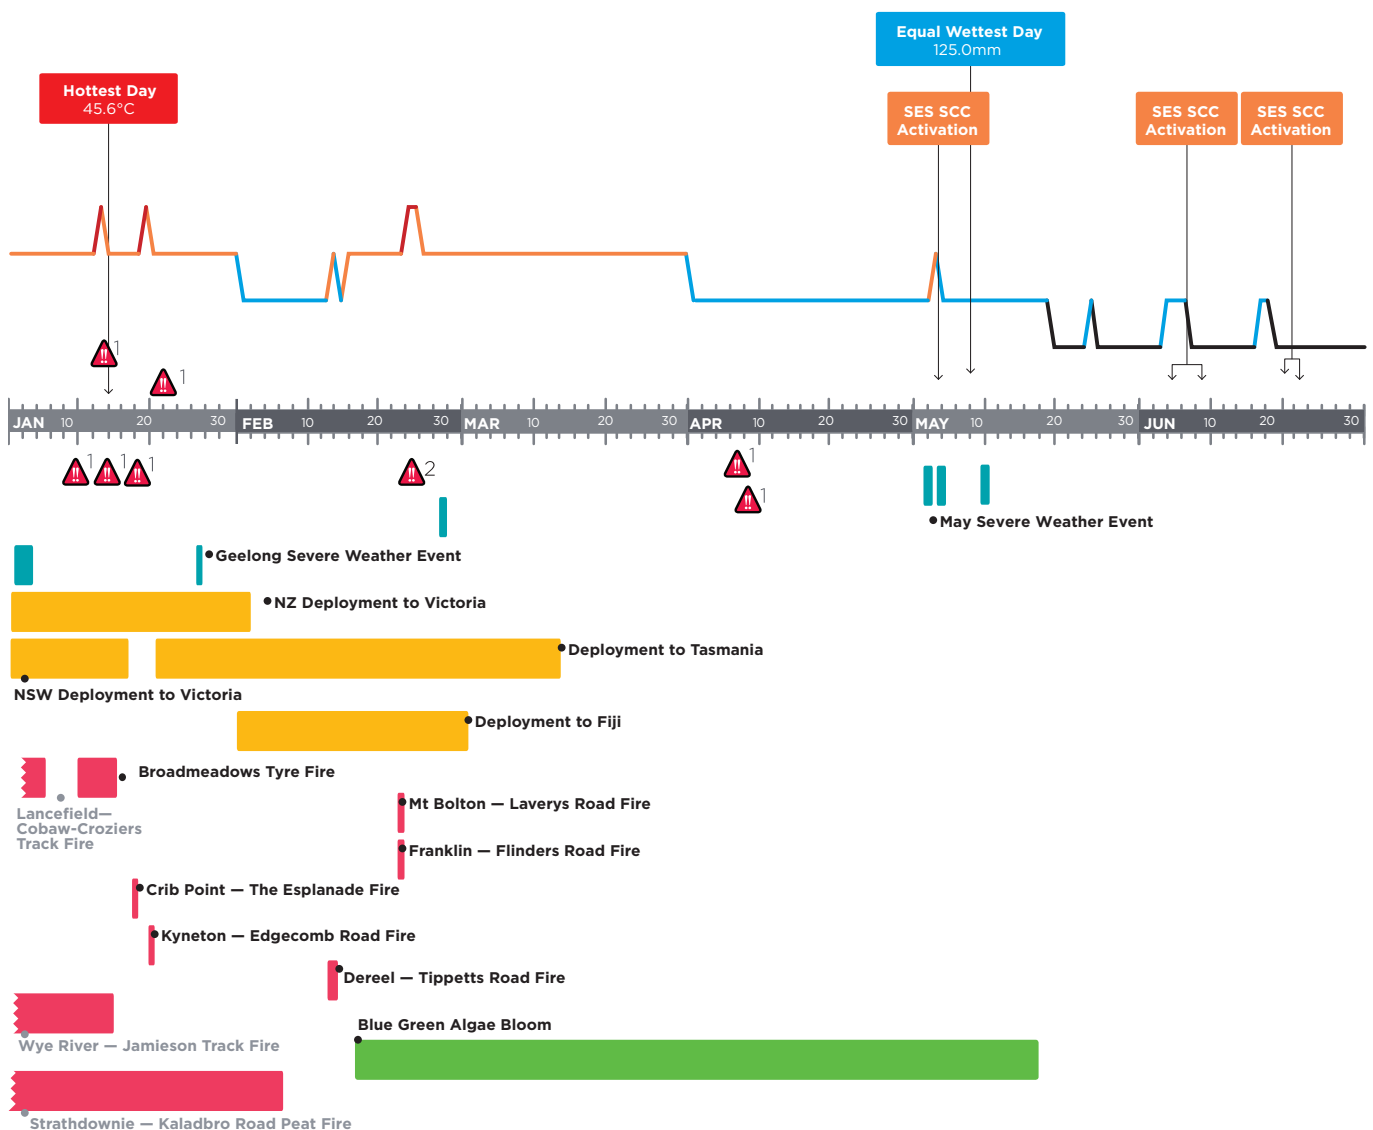 Equal Wettest Day
125.0mm
Hottest Day
45.6°C
SES SCC
Activation
SES SCC
Activation
SES SCC
Activation
!! 1
!! 1
JAN 10 20 30 FEB 10 20 30 MAR 10 20 30 APR 10 20 30 MAY 10 20 30 JUN 10 20 30
!! 1 !! 1 !! 1 !! 2 !! 1
!! 1
May Severe Weather Event
Geelong Severe Weather Event
NZ Deployment to Victoria
Deployment to Tasmania
NSW Deployment to Victoria
Deployment to Fiji
Broadmeadows Tyre Fire
Lancefield—
Cobaw-Croziers
Track Fire
Mt Bolton — Laverys Road Fire
Franklin — Flinders Road Fire
Crib Point — The Esplanade Fire
Kyneton — Edgecomb Road Fire
Dereel — Tippetts Road Fire
Blue Green Algae Bloom
Wye River — Jamieson Track Fire
Strathdownie — Kaladbro Road Peat Fire